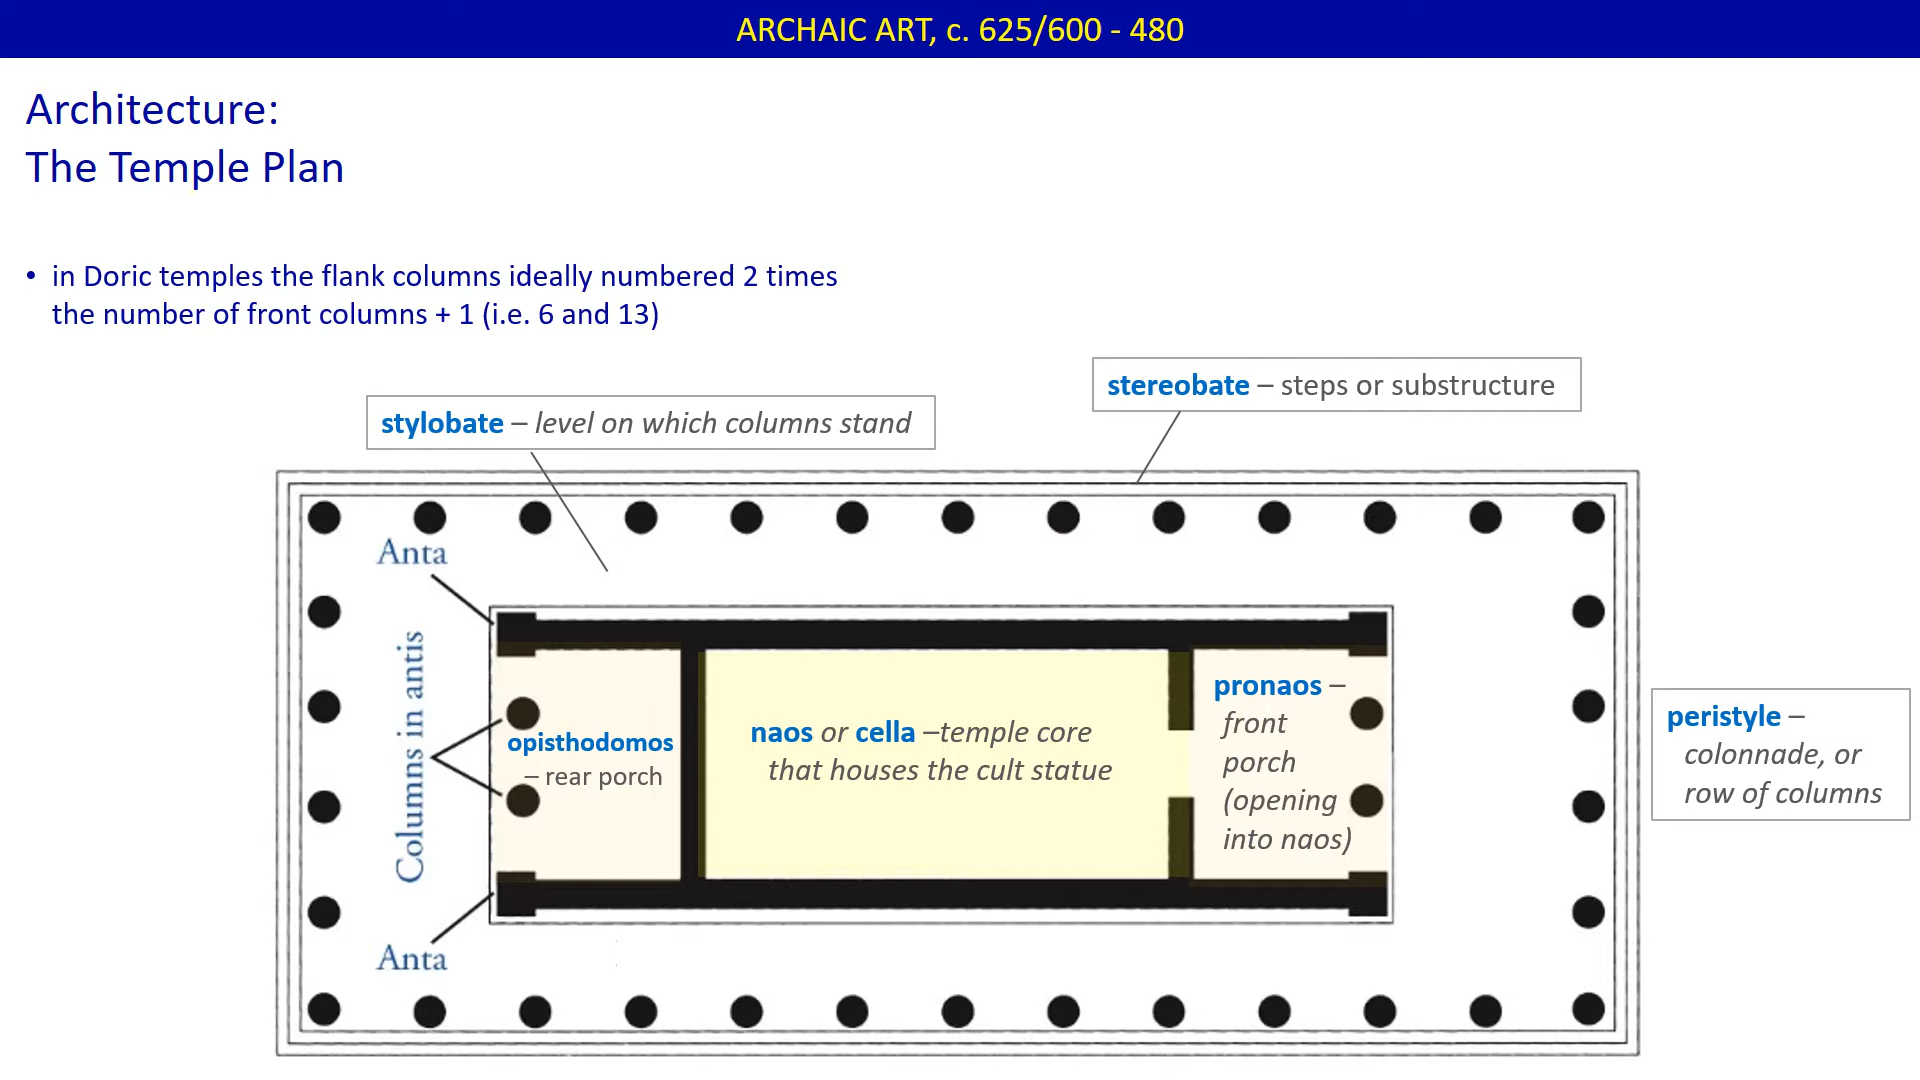 ARCHAIC ART, c. 625/600 - 480
Architecture:
The Temple Plan
• in Doric temples the flank columns ideally numbered 2 times
the number of front columns + 1 (i.e. 6 and 13)
stereobate – steps or substructure
stylobate – level on which columns stand
Anta
Columns in antis
opisthodomos
– rear porch
naos or cella –temple core
that houses the cult statue
pronaos –
front
porch
(opening
into naos)
peristyle –
colonnade, or
row of columns
Anta